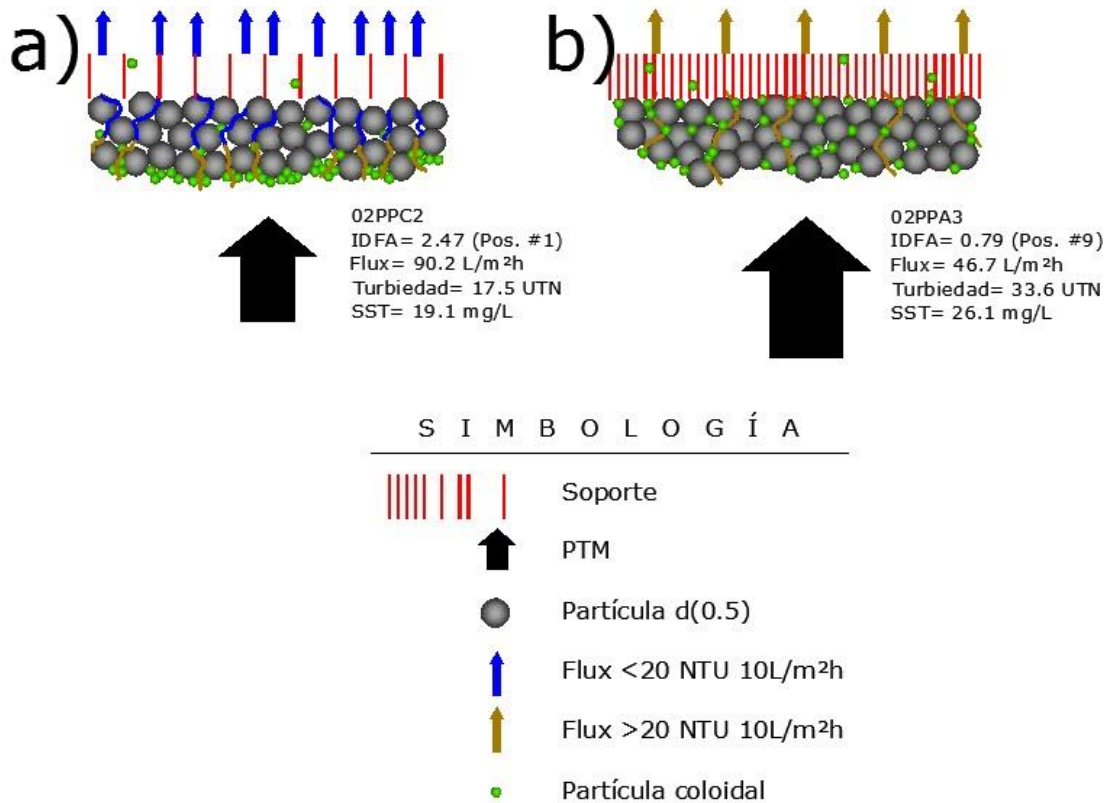 a)
b)
02PPC2
IDFA= 2.47 (Pos. #1)
Flux= 90.2 L/m²h
Turbiedad= 17.5 UTN
SST= 19.1 mg/L
02PPA3
IDFA= 0.79 (Pos. #9)
Flux= 46.7 L/m²h
Turbiedad= 33.6 UTN
SST= 26.1 mg/L
S I M B O L O G Í A
Soporte
PTM
Partícula d(0.5)
Flux <20 NTU 10L/m²h
Flux >20 NTU 10L/m²h
Partícula coloidal